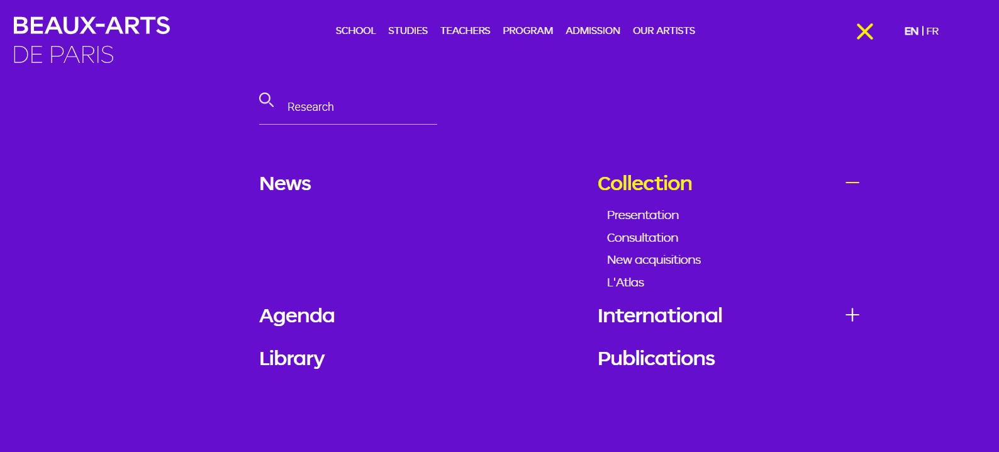 BEAUX-ARTS
DE PARIS
SCHOOL STUDIES TEACHERS PROGRAM ADMISSION OUR ARTISTS
EN | FR
Research
News
Collection
Presentation
Consultation
New acquisitions
L'Atlas
Agenda
International
Library
Publications